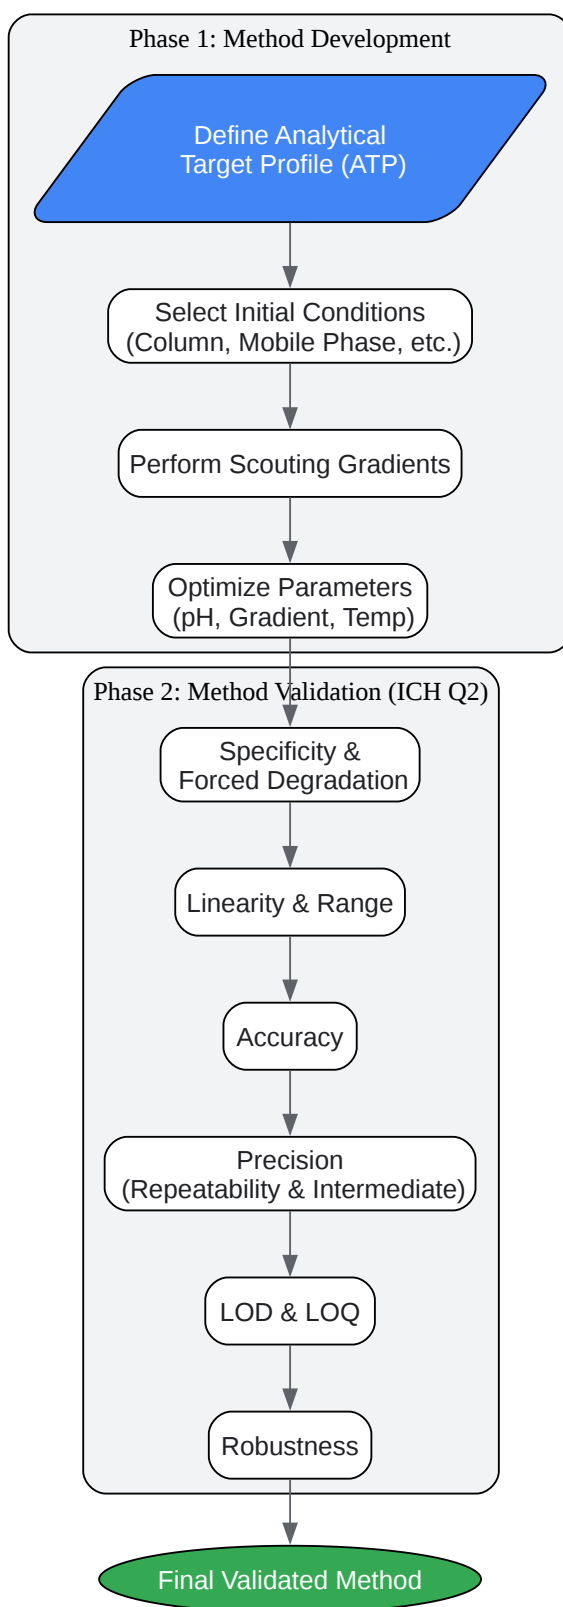 Phase 1: Method Development
Define Analytical
Target Profile (ATP)
Select Initial Conditions
(Column, Mobile Phase, etc.)
Perform Scouting Gradients
Optimize Parameters
(pH, Gradient, Temp)
Phase 2: Method Validation (ICH Q2)
Specificity &
Forced Degradation
Linearity & Range
Accuracy
Precision
(Repeatability & Intermediate)
LOD & LOQ
Robustness
Final Validated Method